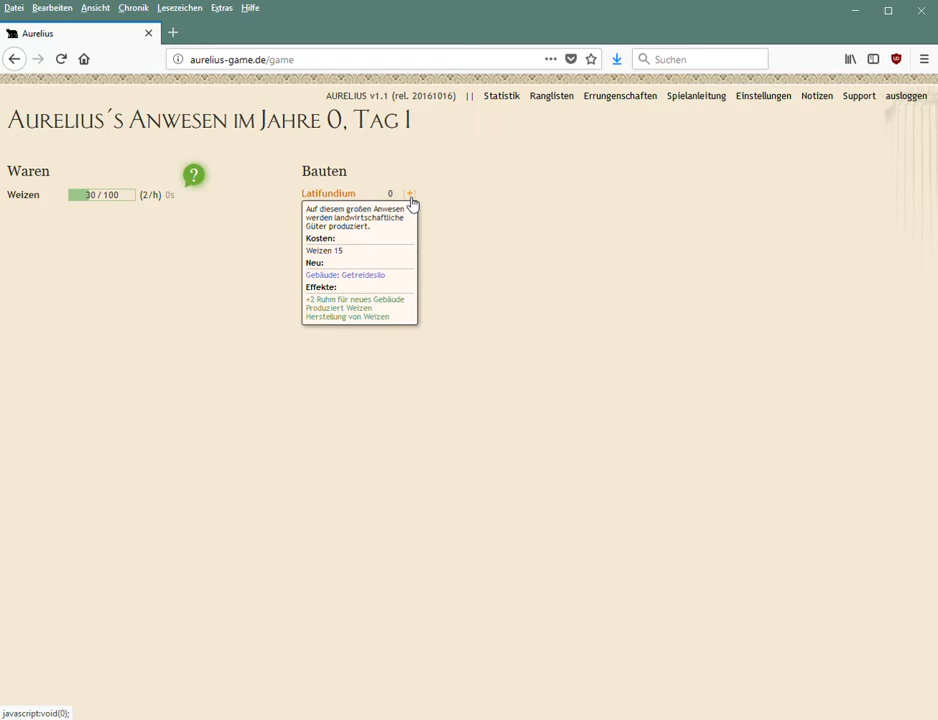 Datei Bearbeiten Ansicht Chronik Lesezeichen Extras Hilfe
Aurelius
aurelius-game.de/game
Suchen
AURELIUS v1.1 (rel. 20161016) || Statistik Ranglisten Errungenschaften Spielanleitung Einstellungen Notizen Support ausloggen
Aurelius´s Anwesen im Jahre 0, Tag 1
Waren
?
Bauten
Weizen 30 / 100 (2/h) 0s
Latifundium 0 +
Auf diesem großen Anwesen
werden landwirtschaftliche
Güter produziert.
Kosten:
Weizen 15
Neu:
Gebäude: Getreidesilo
Effekte:
+2 Ruhm für neues Gebäude
Produziert Weizen
Herstellung von Weizen
javascript:void(0);